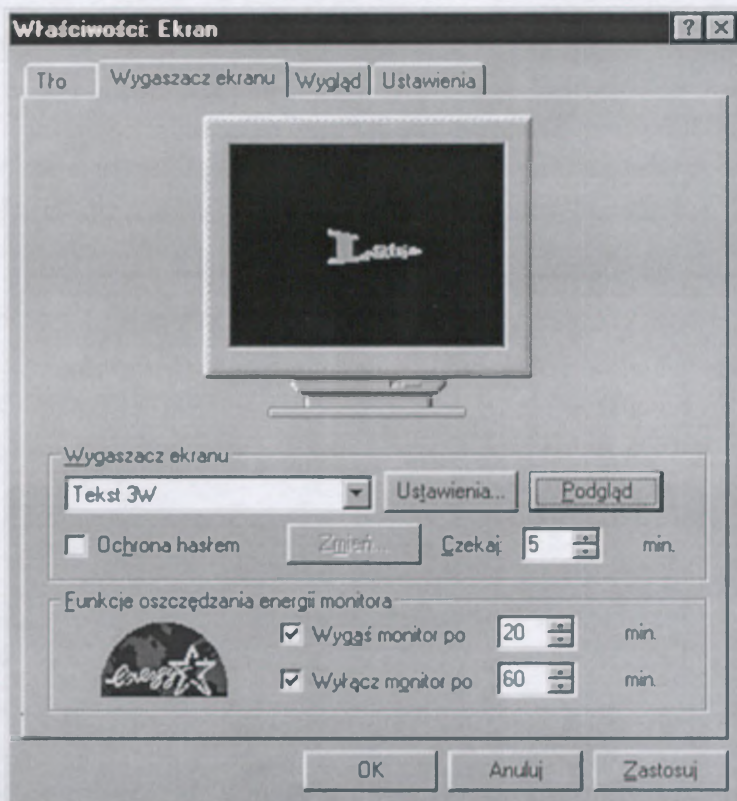 Właściwości: Ekran
Tło Wygaszacz ekranu Wygląd Ustawienia
Wygaszacz ekranu
Tekst 3W Ustawienia... Podgląd
Ochrona hasłem Zmień... Czekaj: 5 min.
Funkcje oszczędzania energii monitora
energy Wygaś monitor po 20 min.
Wyłącz monitor po 60 min.
OK Anuluj Zastosuj